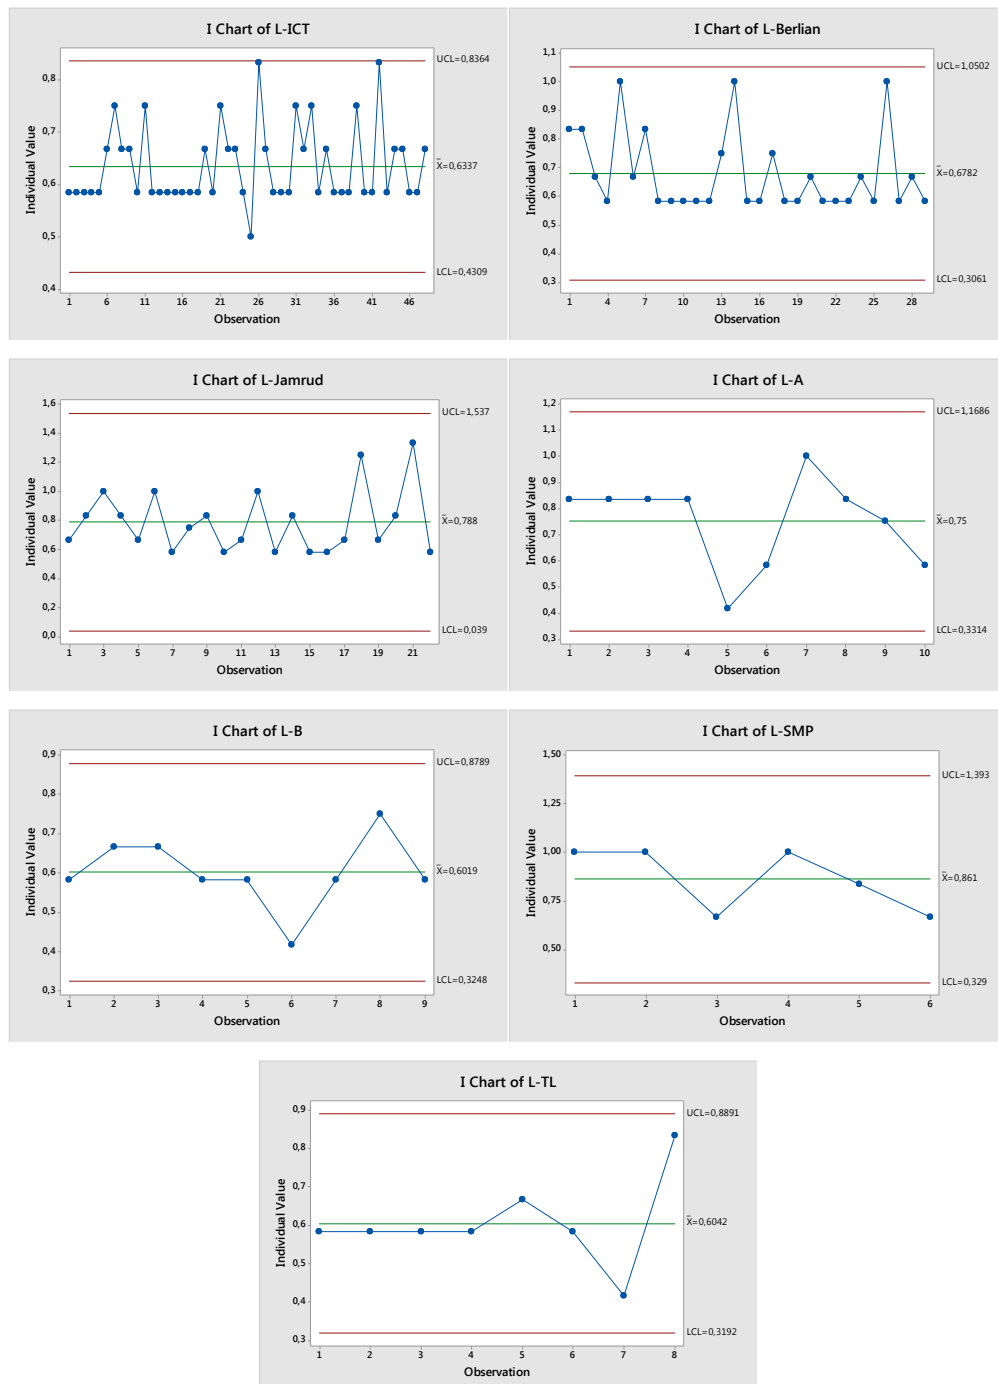 I Chart of L-ICT
Individual Value
0,8
0,7
0,6
0,5
0,4
UCL=0,8364
X̄=0,6337
LCL=0,4309
1 6 11 16 21 26 31 36 41 46
Observation
I Chart of L-Berlian
Individual Value
1,1
1,0
0,9
0,8
0,7
0,6
0,5
0,4
0,3
UCL=1,0502
X̄=0,6782
LCL=0,3061
1 4 7 10 13 16 19 22 25 28
Observation
I Chart of L-Jamrud
Individual Value
1,6
1,4
1,2
1,0
0,8
0,6
0,4
0,2
0,0
UCL=1,537
X̄=0,788
LCL=0,039
1 3 5 7 9 11 13 15 17 19 21
Observation
I Chart of L-A
Individual Value
1,2
1,1
1,0
0,9
0,8
0,7
0,6
0,5
0,4
0,3
UCL=1,1686
X̄=0,75
LCL=0,3314
1 2 3 4 5 6 7 8 9 10
Observation
I Chart of L-B
Individual Value
0,9
0,8
0,7
0,6
0,5
0,4
0,3
UCL=0,8789
X̄=0,6019
LCL=0,3248
1 2 3 4 5 6 7 8 9
Observation
I Chart of L-SMP
Individual Value
1,50
1,25
1,00
0,75
0,50
UCL=1,393
X̄=0,861
LCL=0,329
1 2 3 4 5 6
Observation
I Chart of L-TL
Individual Value
0,9
0,8
0,7
0,6
0,5
0,4
0,3
UCL=0,8891
X̄=0,6042
LCL=0,3192
1 2 3 4 5 6 7 8
Observation